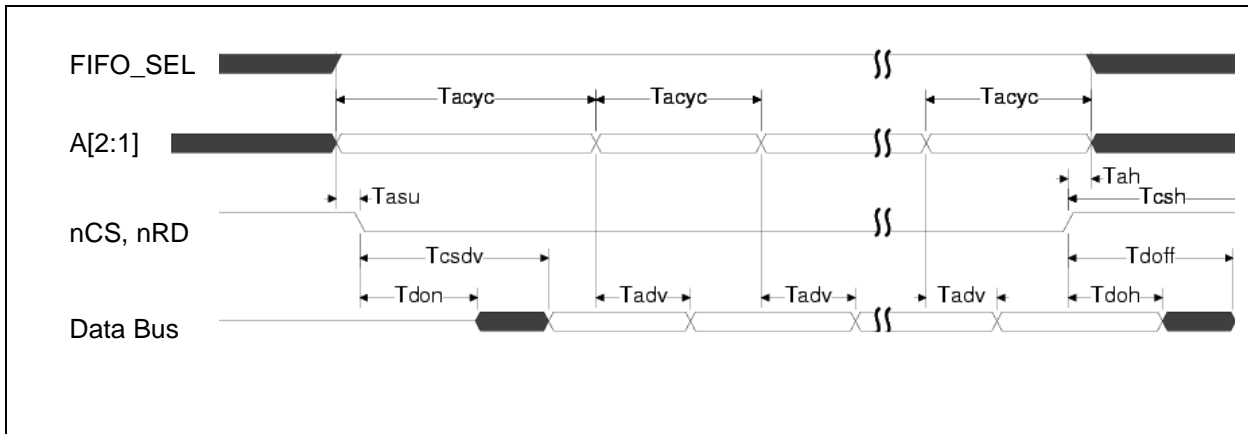 FIFO_SEL
Tacyc Tacyc Tacyc
A[2:1]
Tah
Tasu Tcsh
nCS, nRD
Tcsdv Tdoff
Tdon Tadv Tadv Tadv Tdoh
Data Bus